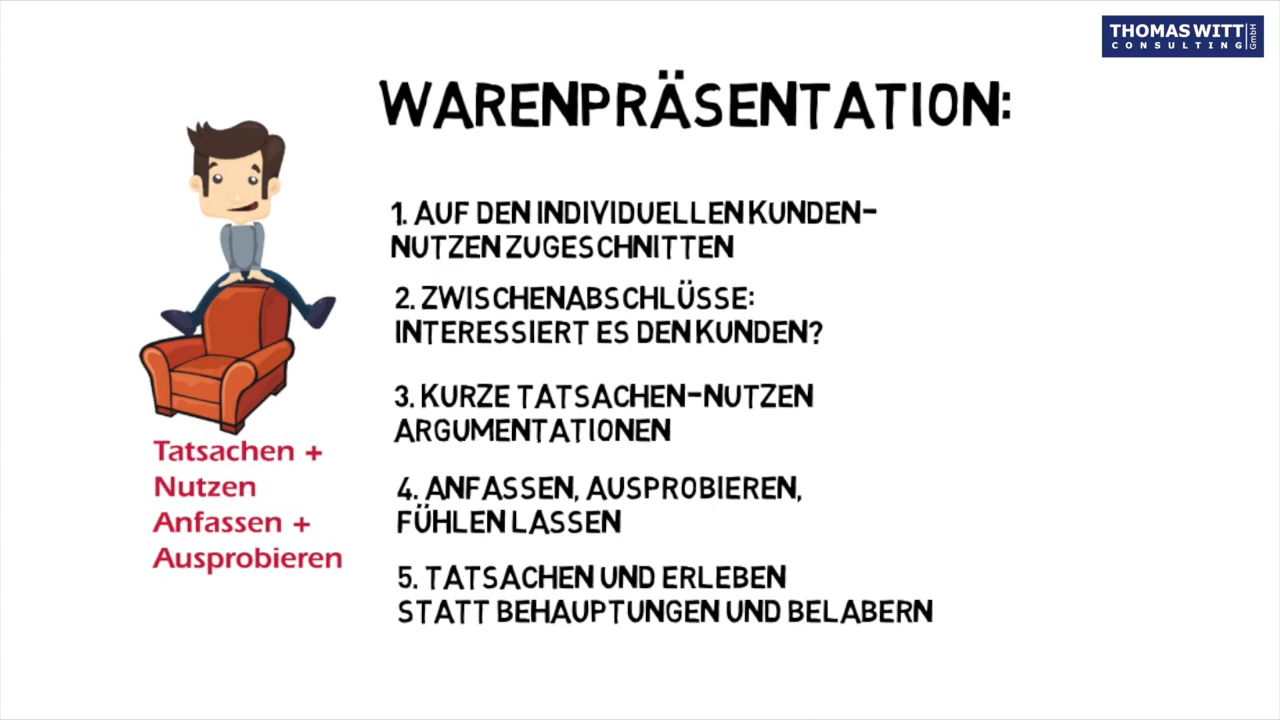 THOMAS WITT GmbH
CONSULTING
WARENPRÄSENTATION:
1. AUF DEN INDIVIDUELLEN KUNDEN-
NUTZEN ZUGESCHNITTEN
2. ZWISCHENABSCHLÜSSE:
INTERESSIERT ES DEN KUNDEN?
3. KURZE TATSACHEN-NUTZEN
ARGUMENTATIONEN
4. ANFASSEN, AUSPROBIEREN,
FÜHLEN LASSEN
5. TATSACHEN UND ERLEBEN
STATT BEHAUPTUNGEN UND BELABERN
Tatsachen +
Nutzen
Anfassen +
Ausprobieren